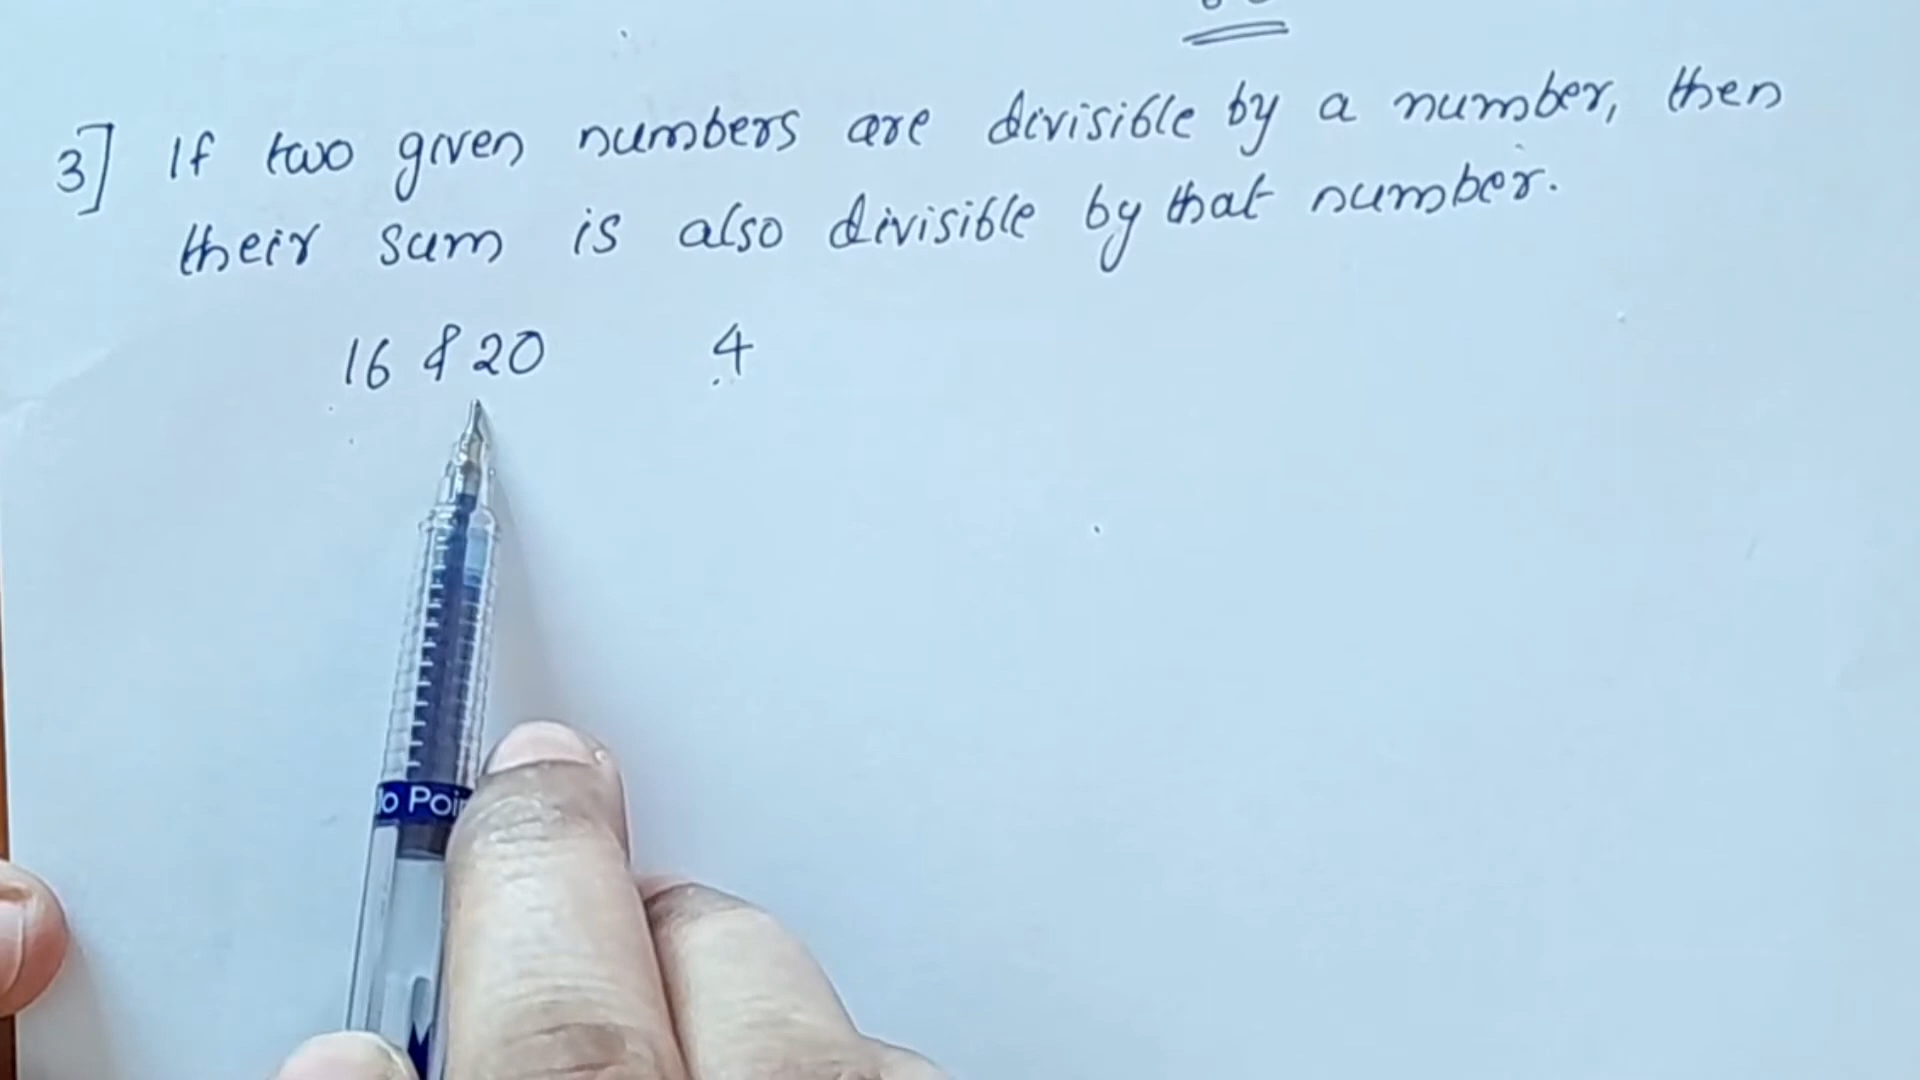 3] If two given numbers are divisible by a number, then
their sum is also divisible by that number.
16 & 20 4
Poi